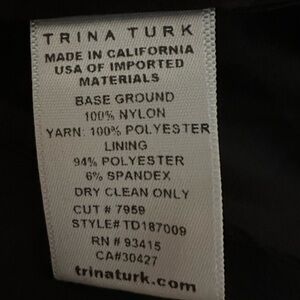 TRINA TURK
MADE IN CALIFORNIA
USA OF IMPORTED
MATERIALS
BASE GROUND
100% NYLON
YARN: 100% POLYESTER
LINING
94% POLYESTER
6% SPANDEX
DRY CLEAN ONLY
CUT # 7959
STYLE# TD187009
RN # 93415
CA#30427
trinaturk.com